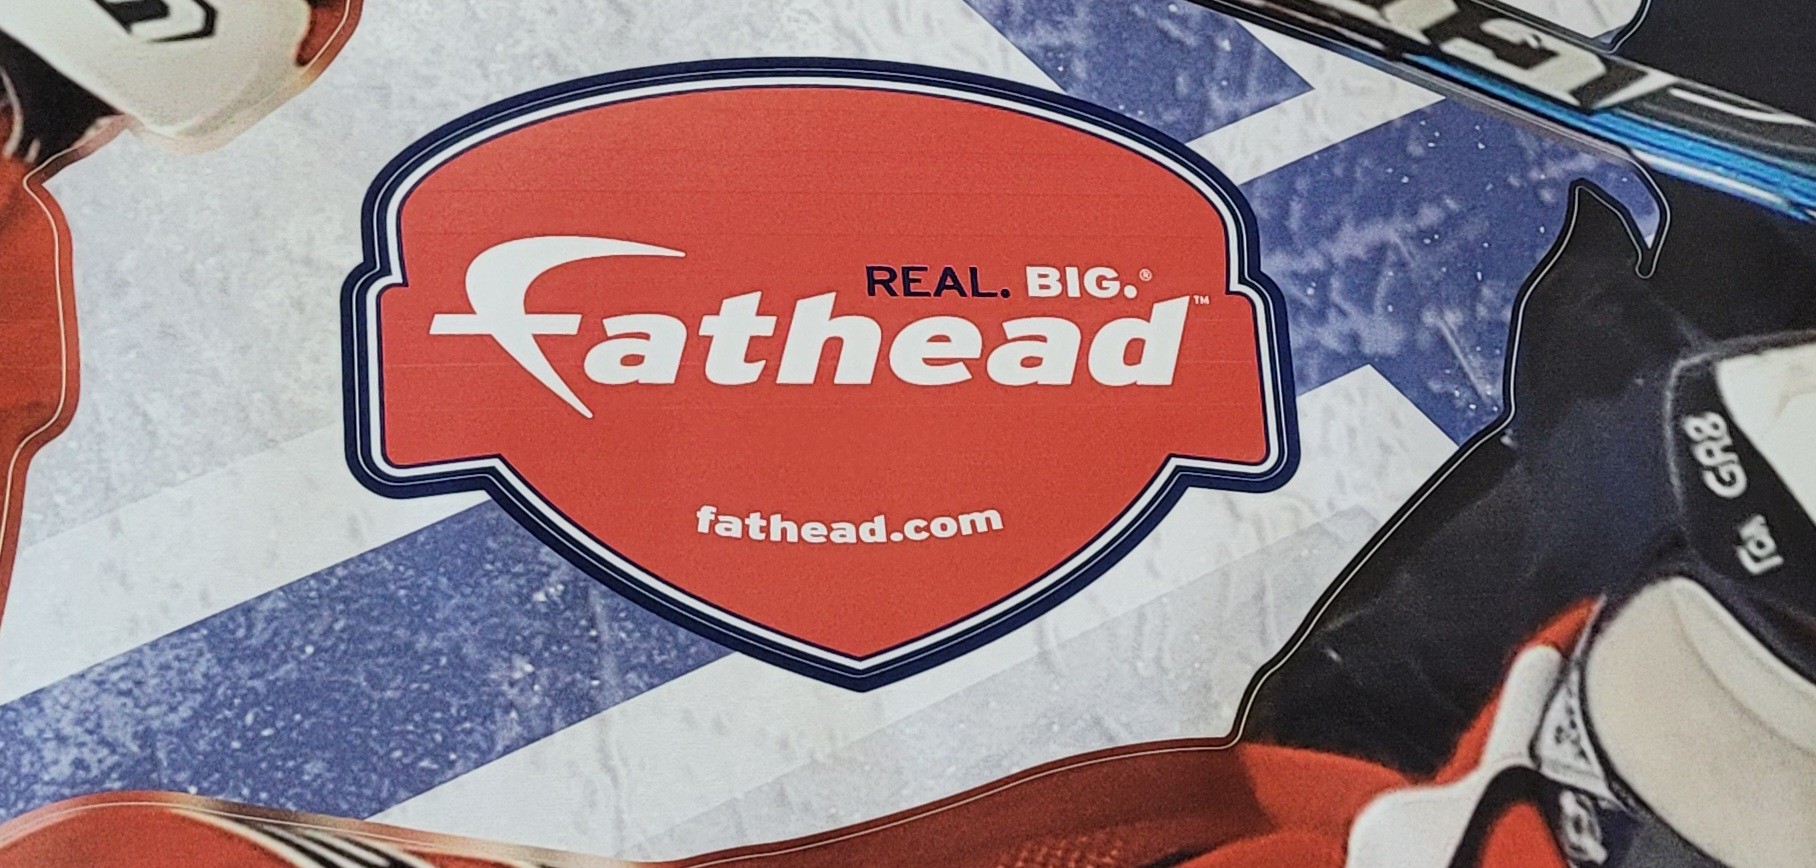 REAL. BIG.®
fathead™
fathead.com
GR8